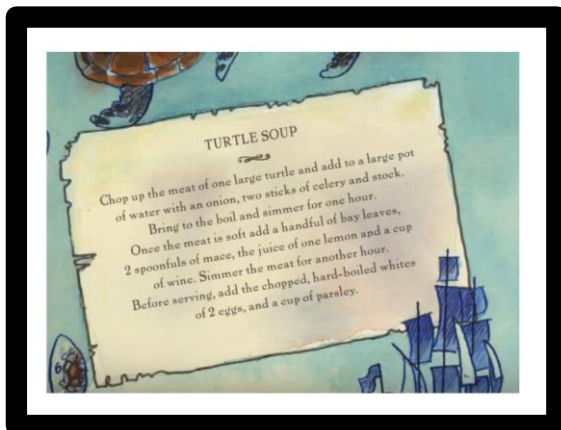 TURTLE SOUP
Chop up the meat of one large turtle and add to a large pot
of water with an onion, two sticks of celery and stock.
Bring to the boil and simmer for one hour.
Once the meat is soft add a handful of bay leaves,
2 spoonfuls of mace, the juice of one lemon and a cup
of wine. Simmer the meat for another hour.
Before serving, add the chopped, hard-boiled whites
of 2 eggs, and a cup of parsley.